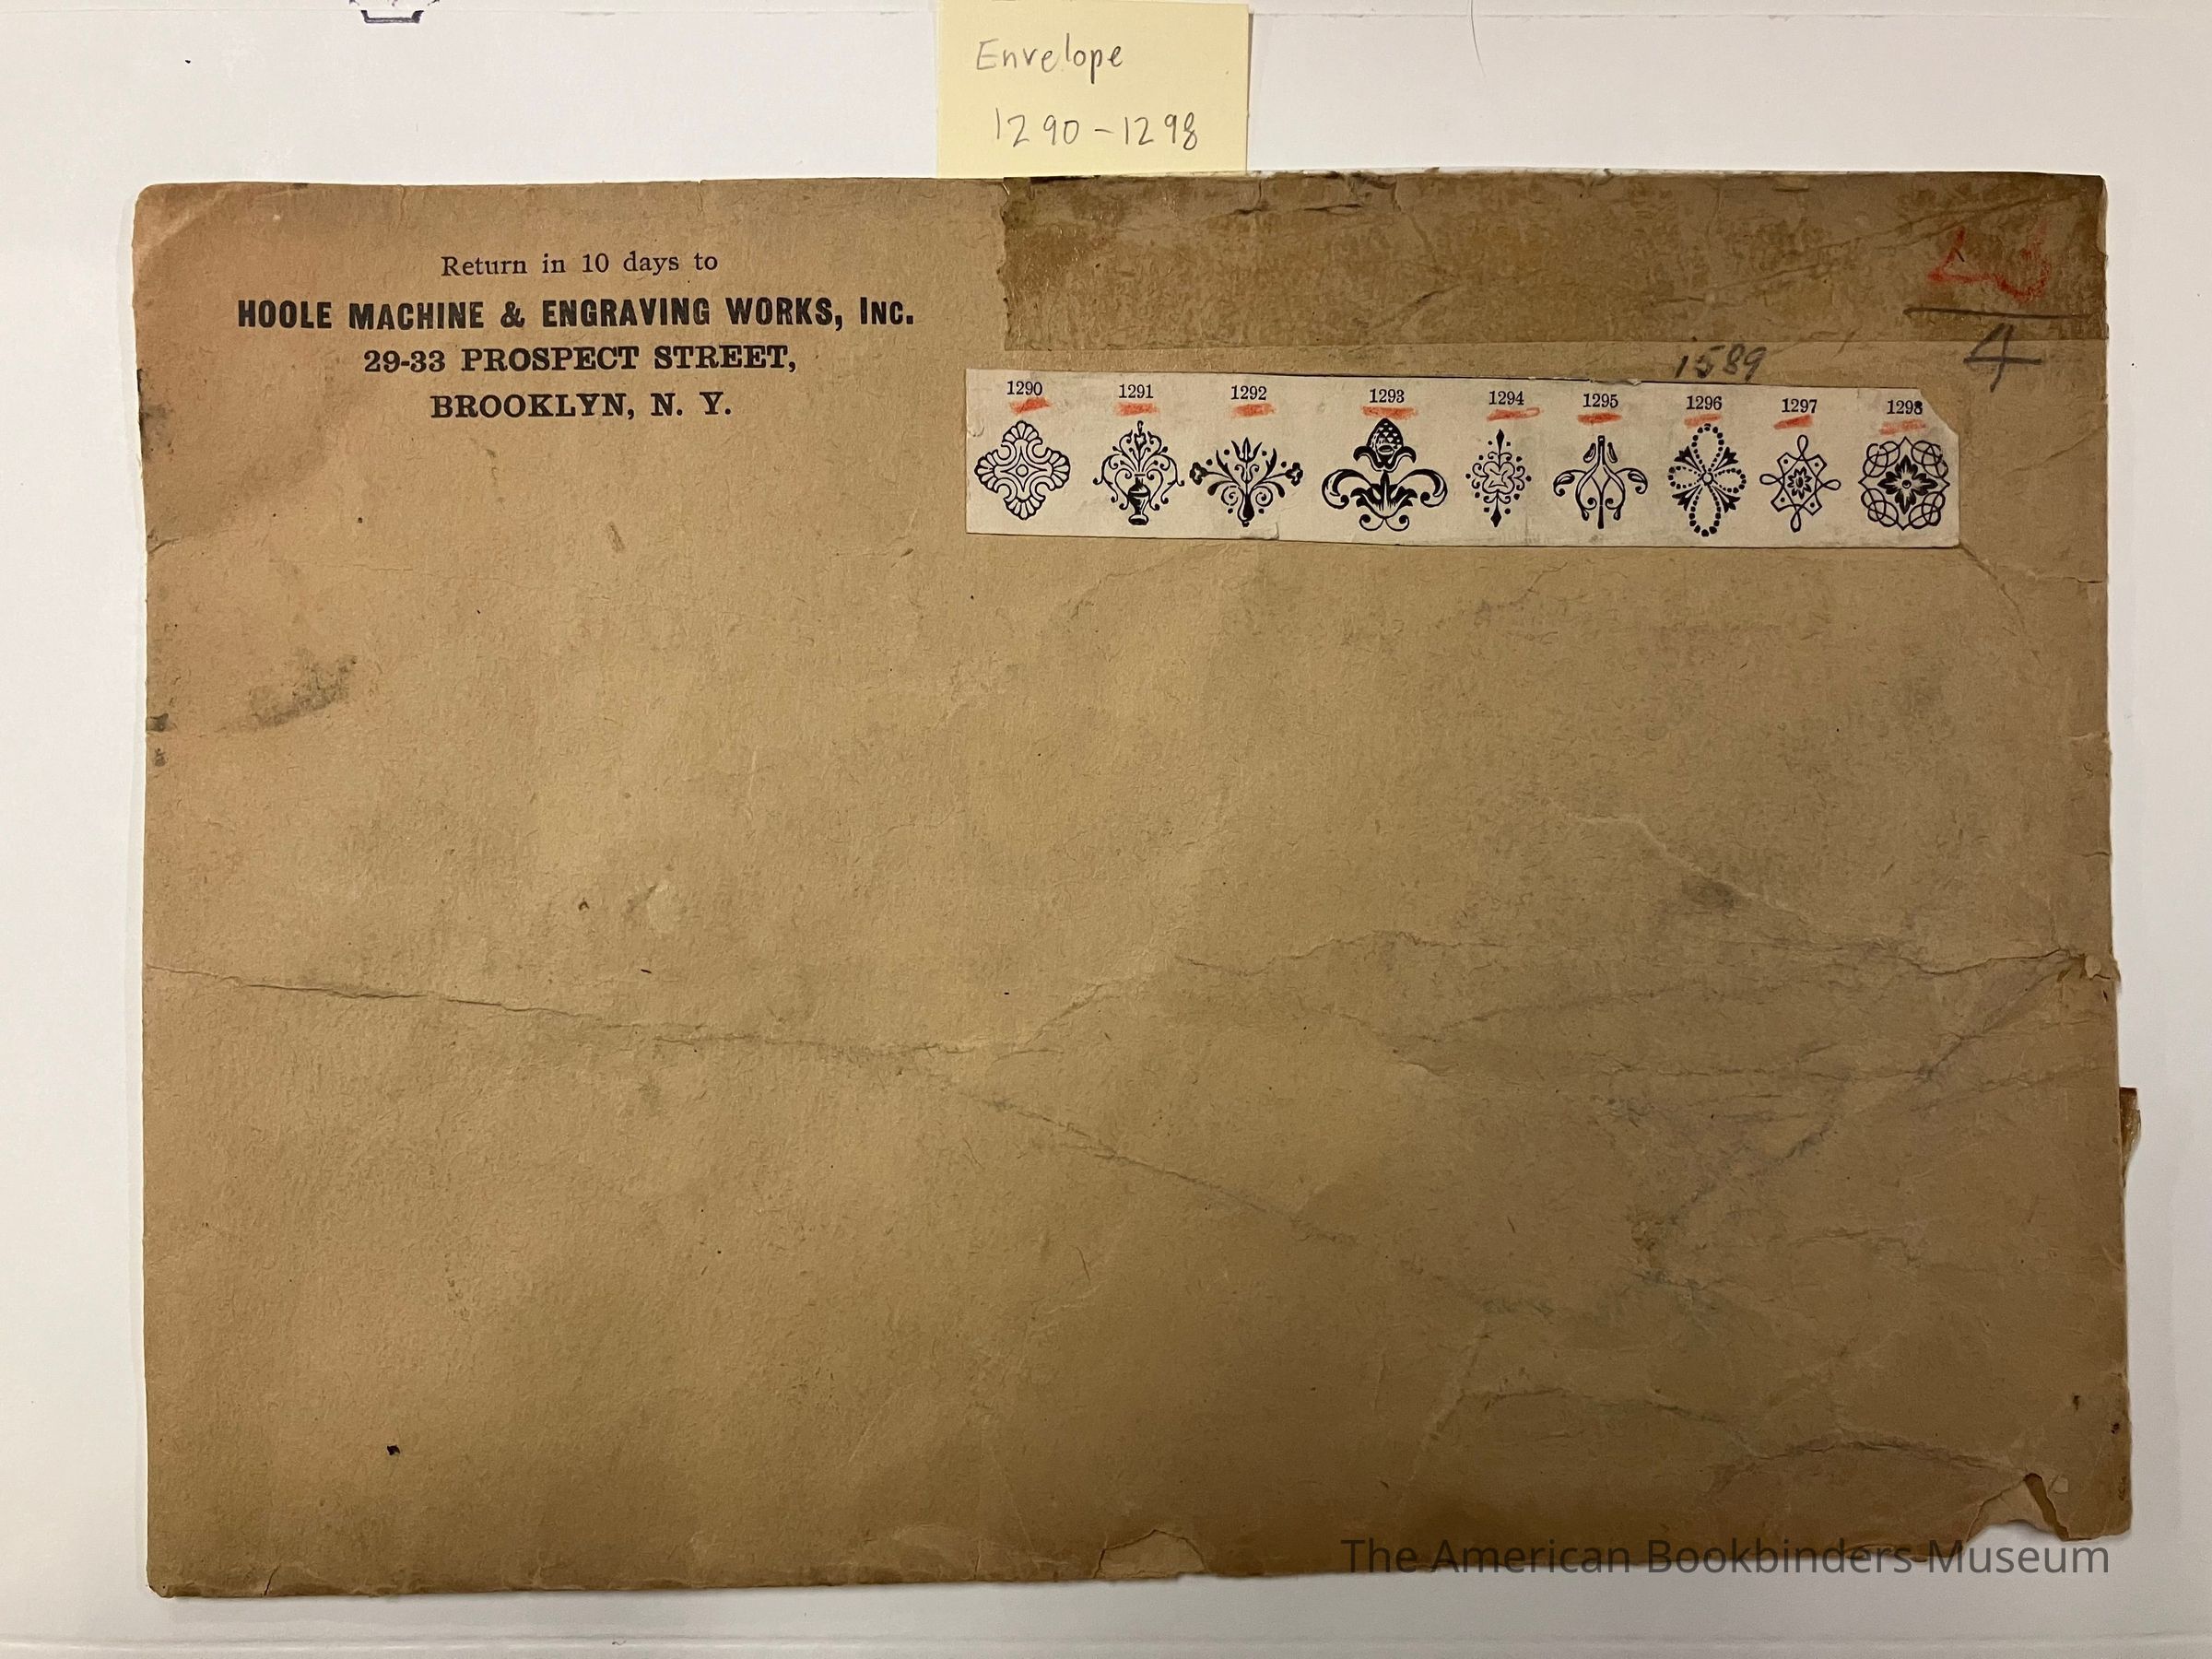 Envelope
1290-1298
Return in 10 days to
HOOLE MACHINE & ENGRAVING WORKS, INC.
29-33 PROSPECT STREET,
BROOKLYN, N. Y.
4
1589
1290 1291 1292 1293 1294 1295 1296 1297 1298
The American Bookbinders Museum